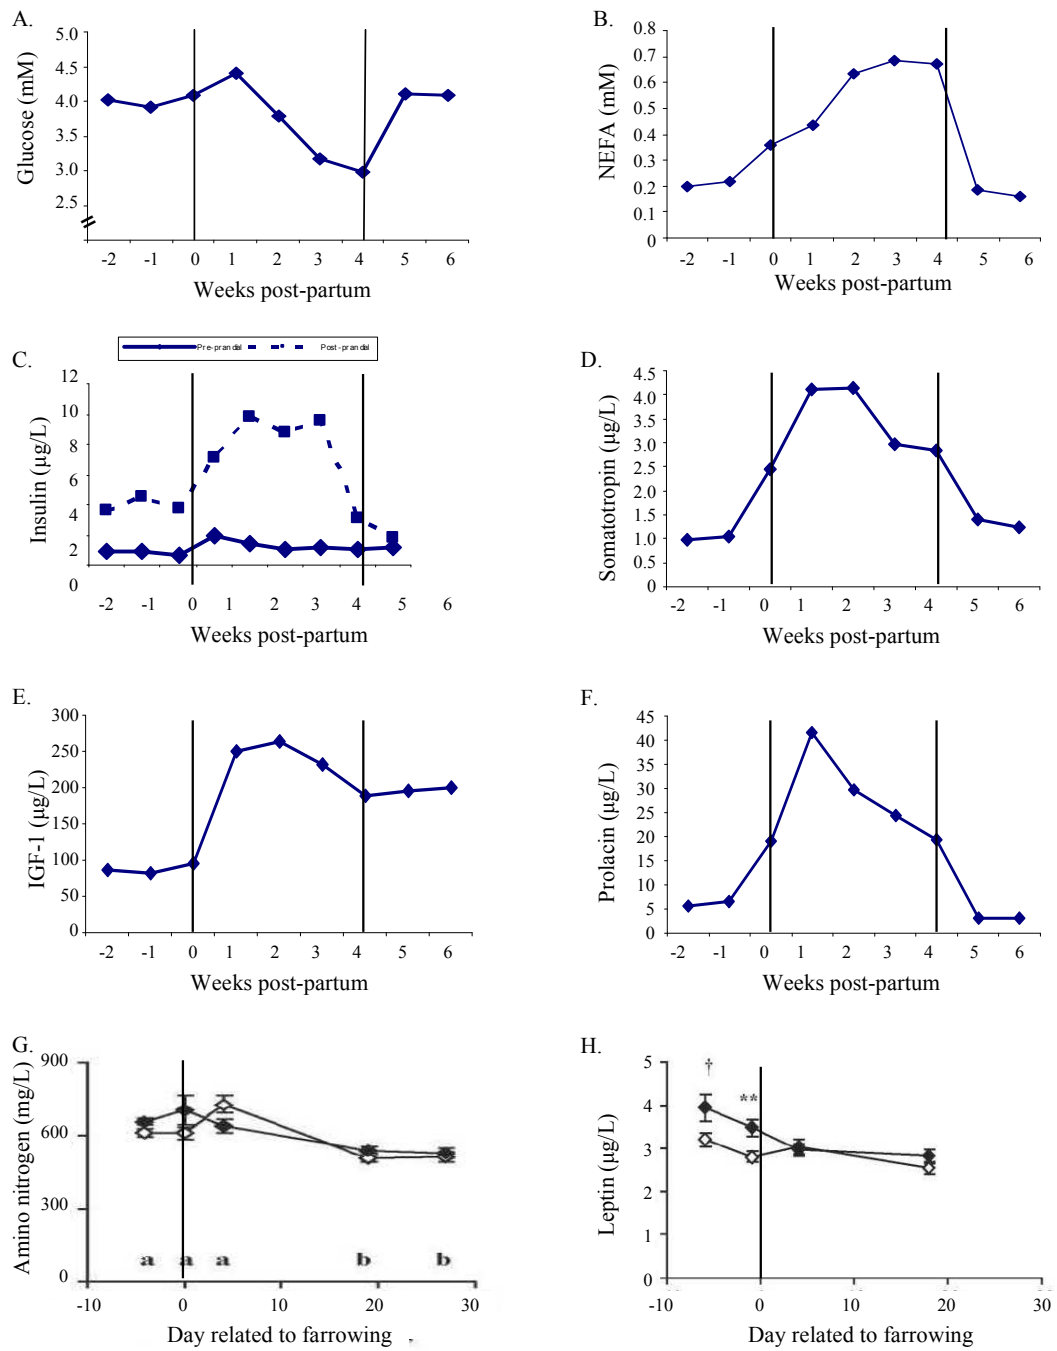 A.
Glucose (mM)
5.0
4.5
4.0
3.5
3.0
2.5
-2 -1 0 1 2 3 4 5 6
Weeks post-partum
B.
NEFA (mM)
0.8
0.7
0.6
0.5
0.4
0.3
0.2
0.1
0
-2 -1 0 1 2 3 4 5 6
Weeks post-partum
C.
Pre-prandial Post-prandial
Insulin (µg/L)
12
10
8
6
4
2
0
-2 -1 0 1 2 3 4 5 6
Weeks post-partum
D.
Somatotropin (µg/L)
4.5
4.0
3.5
3.0
2.5
2.0
1.5
1.0
0.5
0
-2 -1 0 1 2 3 4 5 6
Weeks post-partum
E.
IGF-1 (µg/L)
300
250
200
150
100
50
0
-2 -1 0 1 2 3 4 5 6
Weeks post-partum
F.
Prolacin (µg/L)
45
40
35
30
25
20
15
10
5
0
-2 -1 0 1 2 3 4 5 6
Weeks post-partum
G.
Amino nitrogen (mg/L)
900
600
300
0
a a a b b
-10 0 10 20 30
Day related to farrowing
H.
Leptin (µg/L)
5
4
3
2
1
0
†
**
-10 0 10 20 30
Day related to farrowing